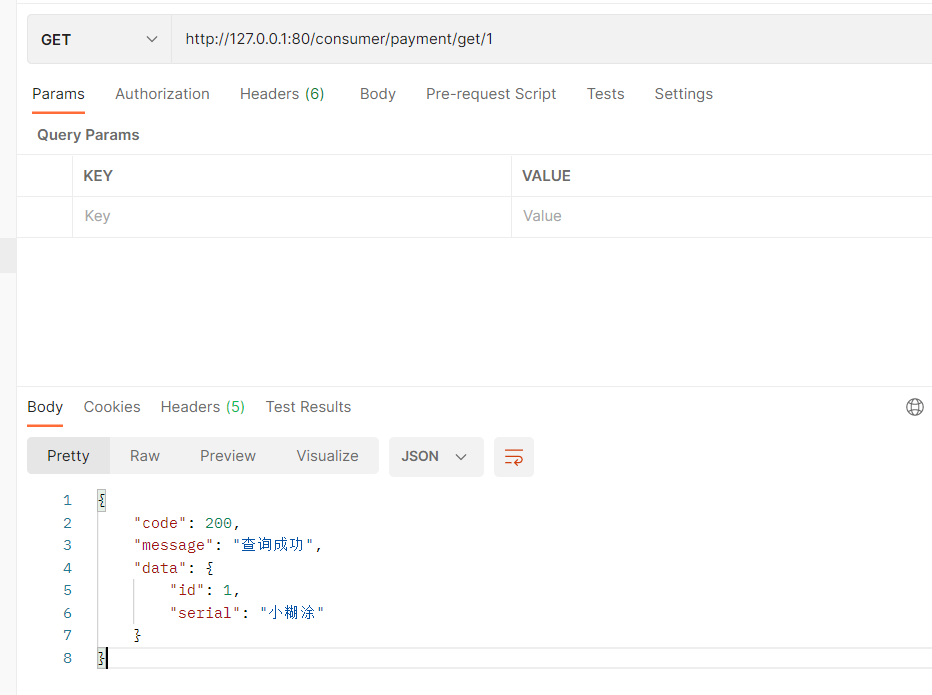 GET http://127.0.0.1:80/consumer/payment/get/1
Params Authorization Headers (6) Body Pre-request Script Tests Settings
Query Params
KEY VALUE
Key Value
Body Cookies Headers (5) Test Results
Pretty Raw Preview Visualize JSON
1 {
2 "code": 200,
3 "message": "查询成功",
4 "data": {
5 "id": 1,
6 "serial": "小糊涂"
7 }
8 }